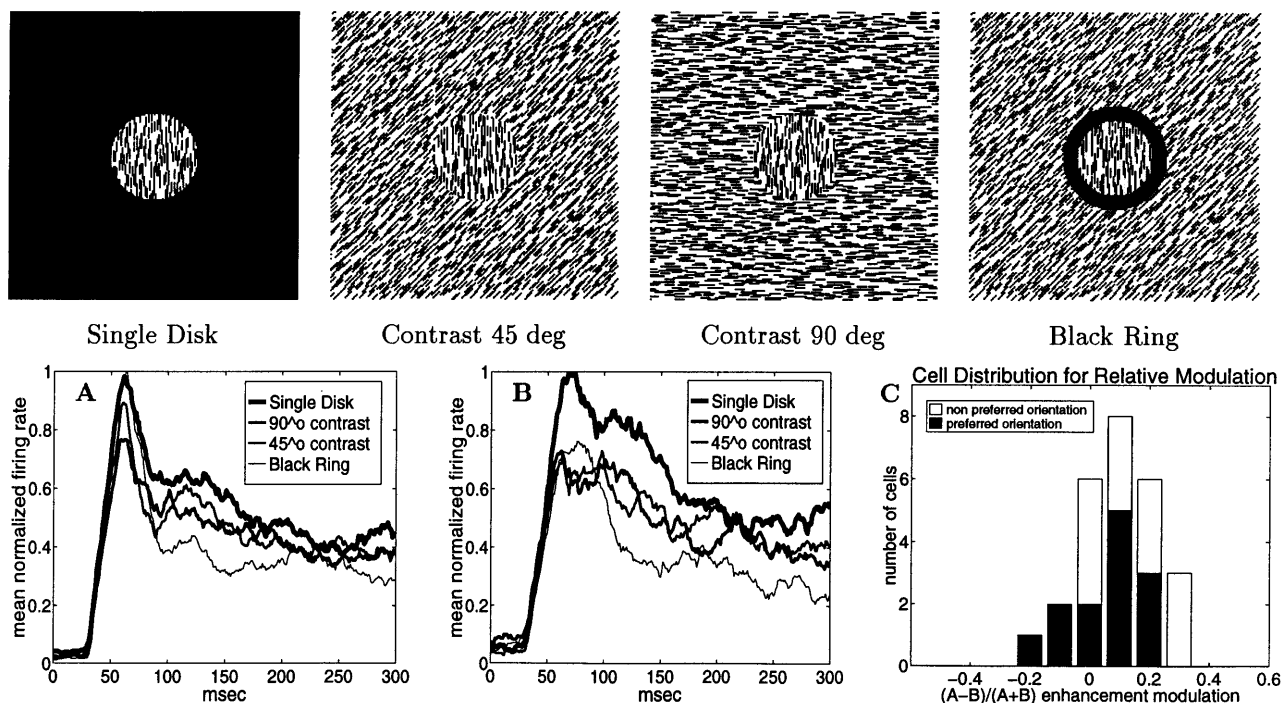 Single Disk
Contrast 45 deg
Contrast 90 deg
Black Ring
A
1
0.8
0.6
0.4
0.2
0
mean normalized firing rate
Single Disk
90^o contrast
45^o contrast
Black Ring
0 50 100 150 200 250 300
msec
B
1
0.8
0.6
0.4
0.2
0
mean normalized firing rate
Single Disk
90^o contrast
45^o contrast
Black Ring
0 50 100 150 200 250 300
msec
C
Cell Distribution for Relative Modulation
non preferred orientation
preferred orientation
8
6
4
2
0
number of cells
−0.4 −0.2 0 0.2 0.4 0.6
(A−B)/(A+B) enhancement modulation